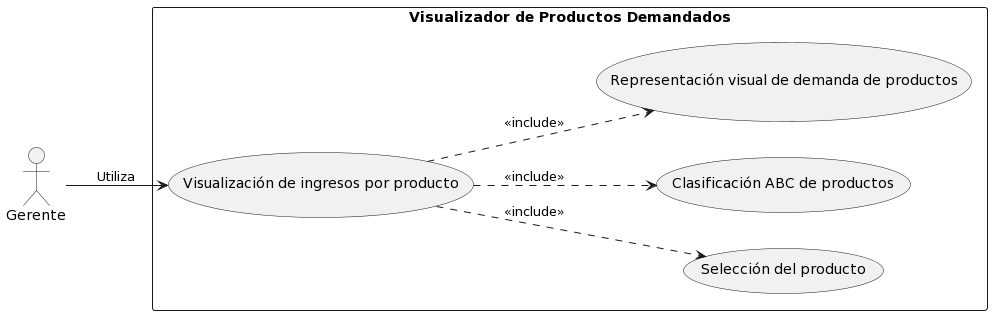 Visualizador de Productos Demandados
Representación visual de demanda de productos
«include»
Utiliza
Visualización de ingresos por producto
«include»
Clasificación ABC de productos
Gerente
«include»
Selección del producto